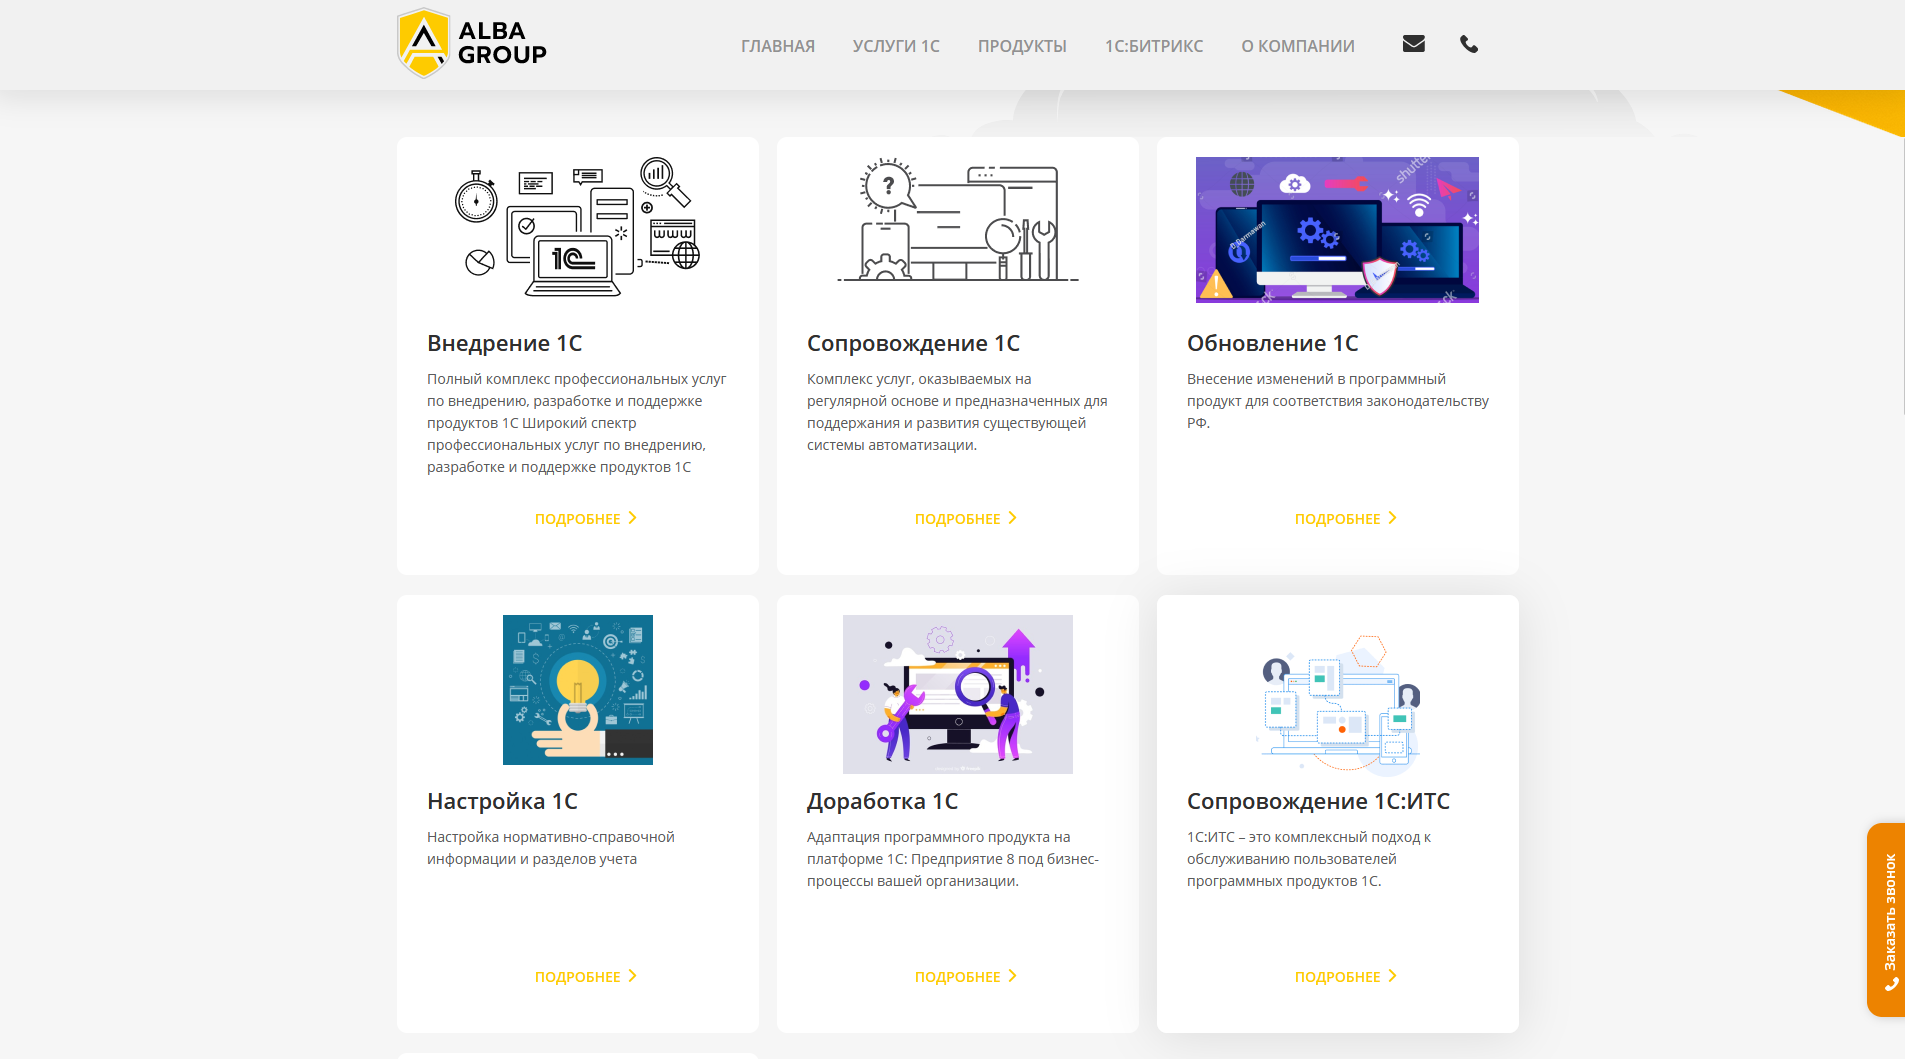 ALBA
GROUP
ГЛАВНАЯ
УСЛУГИ 1С
ПРОДУКТЫ
1С:БИТРИКС
О КОМПАНИИ
?
1С
WWW
shutter
D.Darmawan
ck
ck
Внедрение 1С
Полный комплекс профессиональных услуг
по внедрению, разработке и поддержке
продуктов 1С Широкий спектр
профессиональных услуг по внедрению,
разработке и поддержке продуктов 1С
ПОДРОБНЕЕ
Сопровождение 1С
Комплекс услуг, оказываемых на
регулярной основе и предназначенных для
поддержания и развития существующей
системы автоматизации.
ПОДРОБНЕЕ
Обновление 1С
Внесение изменений в программный
продукт для соответствия законодательству
РФ.
ПОДРОБНЕЕ
Настройка 1С
Настройка нормативно-справочной
информации и разделов учета
ПОДРОБНЕЕ
Доработка 1С
Адаптация программного продукта на
платформе 1С: Предприятие 8 под бизнес-
процессы вашей организации.
ПОДРОБНЕЕ
Сопровождение 1С:ИТС
1С:ИТС – это комплексный подход к
обслуживанию пользователей
программных продуктов 1С.
ПОДРОБНЕЕ
Заказать звонок